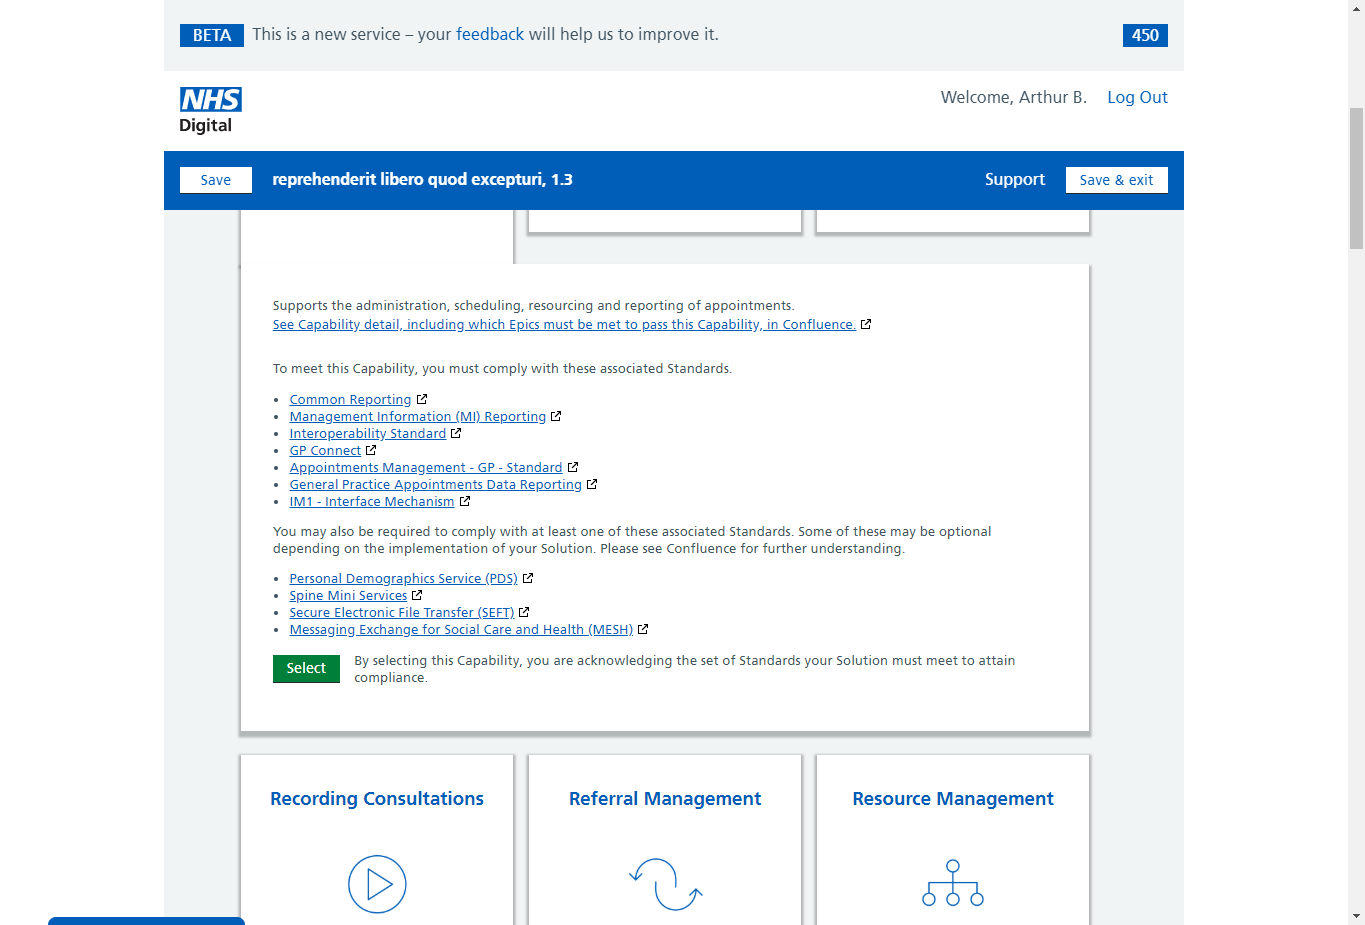 BETA This is a new service – your feedback will help us to improve it. 450
NHS
Digital
Welcome, Arthur B. Log Out
Save reprehenderit libero quod excepturi, 1.3 Support Save & exit
Supports the administration, scheduling, resourcing and reporting of appointments.
See Capability detail, including which Epics must be met to pass this Capability, in Confluence.
To meet this Capability, you must comply with these associated Standards.
Common Reporting
Management Information (MI) Reporting
Interoperability Standard
GP Connect
Appointments Management - GP - Standard
General Practice Appointments Data Reporting
IM1 - Interface Mechanism
You may also be required to comply with at least one of these associated Standards. Some of these may be optional
depending on the implementation of your Solution. Please see Confluence for further understanding.
Personal Demographics Service (PDS)
Spine Mini Services
Secure Electronic File Transfer (SEFT)
Messaging Exchange for Social Care and Health (MESH)
Select By selecting this Capability, you are acknowledging the set of Standards your Solution must meet to attain
compliance.
Recording Consultations Referral Management Resource Management